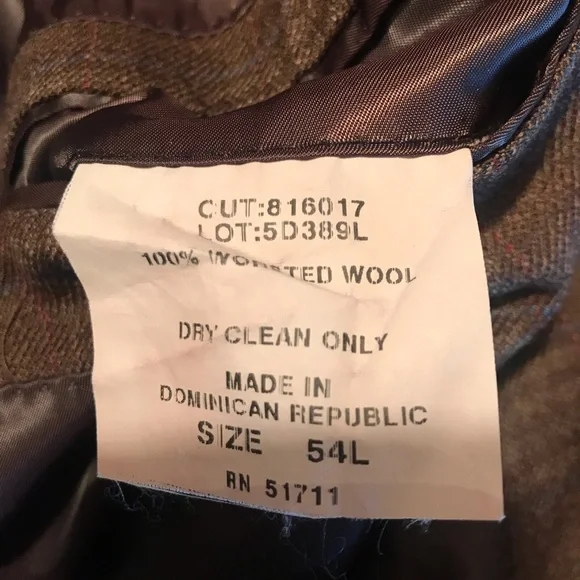 CUT:816017
LOT:5D389L
100% WORSTED WOOL
DRY CLEAN ONLY
MADE IN
DOMINICAN REPUBLIC
SIZE 54L
RN 51711